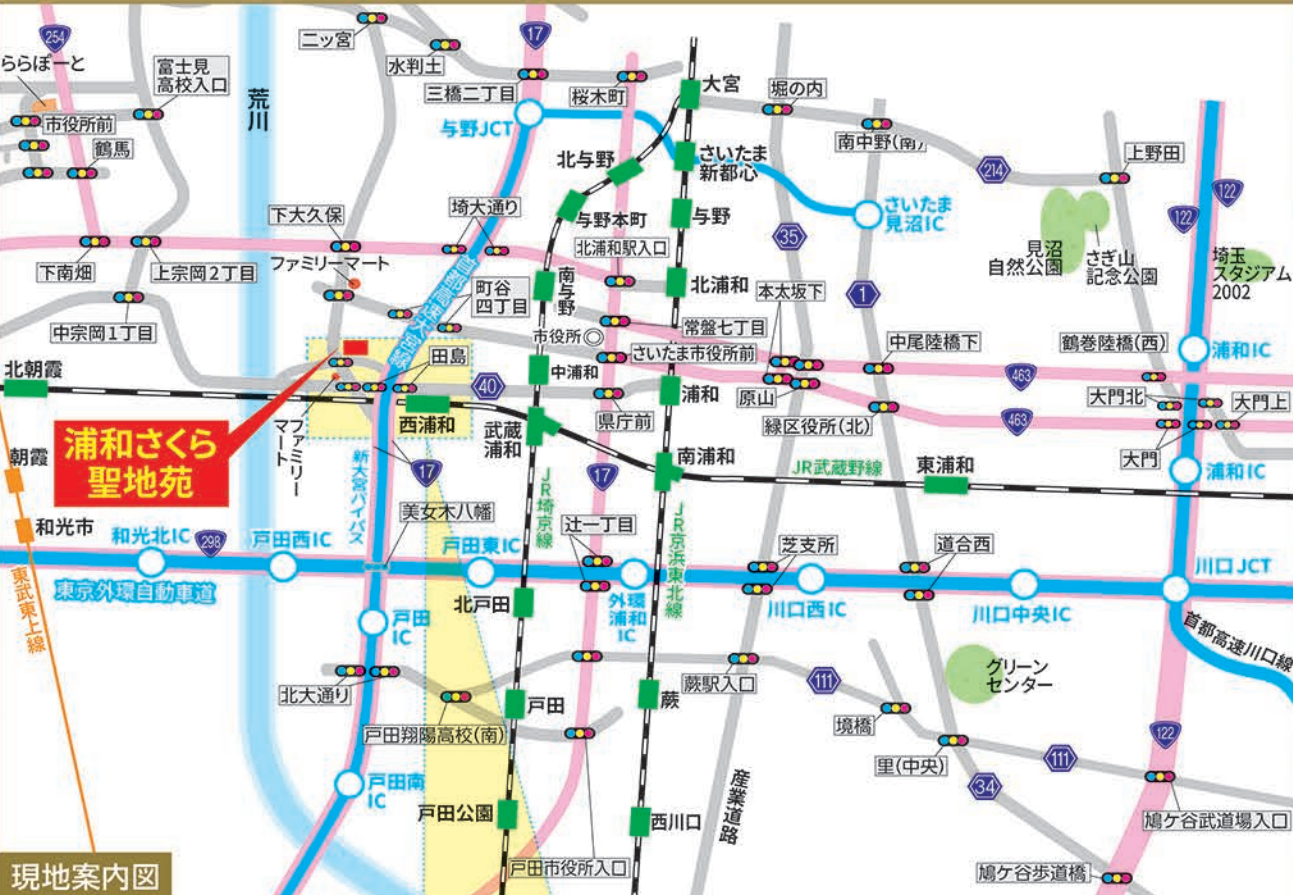 254
ららぽーと
富士見
高校入口
市役所前
鶴馬
荒川
二ッ宮
水判土
17
三橋二丁目
桜木町
与野JCT
大宮
堀の内
南中野(南)
214
上野田
北与野
さいたま
新都心
与野本町
与野
さいたま
見沼IC
35
1
見沼
自然公園
さぎ山
記念公園
122
122
埼玉
スタジアム
2002
下大久保
埼大通り
北浦和駅入口
下南畑
上宗岡2丁目
ファミリーマート
首都高速大宮線
町谷
四丁目
南与野
北浦和
本太坂下
中宗岡1丁目
市役所
常盤七丁目
さいたま市役所前
中尾陸橋下
鶴巻陸橋(西)
浦和IC
北朝霞
田島
40
中浦和
浦和
原山
463
大門北
大門上
浦和さくら
聖地苑
ファミリー
マート
西浦和
武蔵
浦和
県庁前
緑区役所(北)
463
大門
朝霞
新大宮バイパス
17
17
南浦和
JR武蔵野線
東浦和
浦和IC
和光市
和光北IC
298
戸田西IC
美女木八幡
戸田東IC
JR埼京線
辻一丁目
JR京浜東北線
芝支所
道合西
川口JCT
東京外環自動車道
東武東上線
戸田
IC
北戸田
外環
浦和
IC
川口西IC
川口中央IC
首都高速川口線
北大通り
戸田翔陽高校(南)
戸田
蕨
蕨駅入口
111
グリーン
センター
境橋
里(中央)
111
122
戸田南
IC
戸田公園
西川口
産業道路
34
鳩ケ谷武道場入口
戸田市役所入口
鳩ケ谷歩道橋
現地案内図